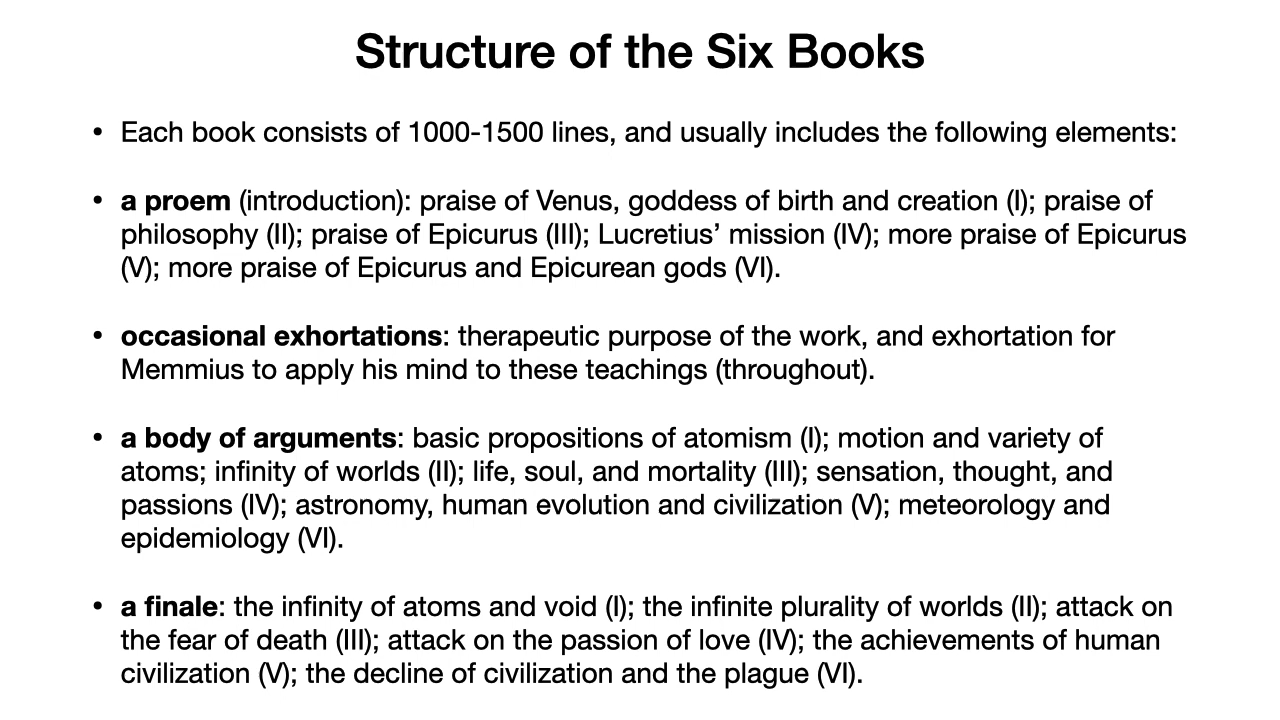 Structure of the Six Books
• Each book consists of 1000-1500 lines, and usually includes the following elements:
• a proem (introduction): praise of Venus, goddess of birth and creation (I); praise of
philosophy (II); praise of Epicurus (III); Lucretius’ mission (IV); more praise of Epicurus
(V); more praise of Epicurus and Epicurean gods (VI).
• occasional exhortations: therapeutic purpose of the work, and exhortation for
Memmius to apply his mind to these teachings (throughout).
• a body of arguments: basic propositions of atomism (I); motion and variety of
atoms; infinity of worlds (II); life, soul, and mortality (III); sensation, thought, and
passions (IV); astronomy, human evolution and civilization (V); meteorology and
epidemiology (VI).
• a finale: the infinity of atoms and void (I); the infinite plurality of worlds (II); attack on
the fear of death (III); attack on the passion of love (IV); the achievements of human
civilization (V); the decline of civilization and the plague (VI).